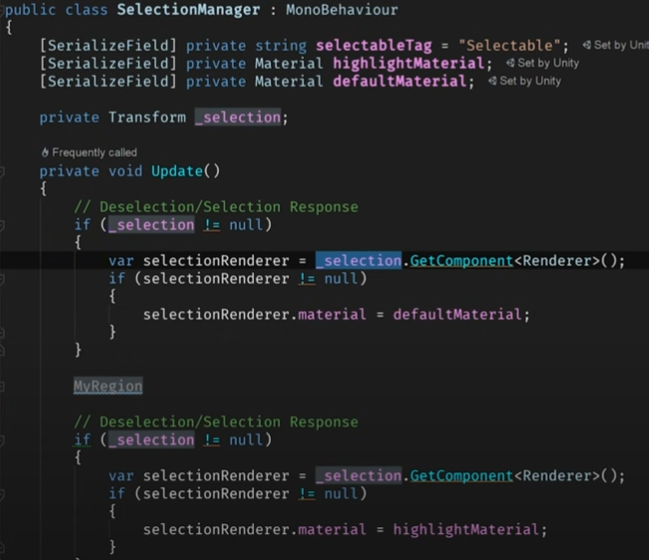 public class SelectionManager : MonoBehaviour
{
[SerializeField] private string selectableTag = "Selectable"; Set by Unit
[SerializeField] private Material highlightMaterial; Set by Unity
[SerializeField] private Material defaultMaterial; Set by Unity
private Transform _selection;
Frequently called
private void Update()
{
// Deselection/Selection Response
if (_selection != null)
{
var selectionRenderer = _selection.GetComponent<Renderer>();
if (selectionRenderer != null)
{
selectionRenderer.material = defaultMaterial;
}
}
MyRegion
// Deselection/Selection Response
if (_selection != null)
{
var selectionRenderer = _selection.GetComponent<Renderer>();
if (selectionRenderer != null)
{
selectionRenderer.material = highlightMaterial;
}